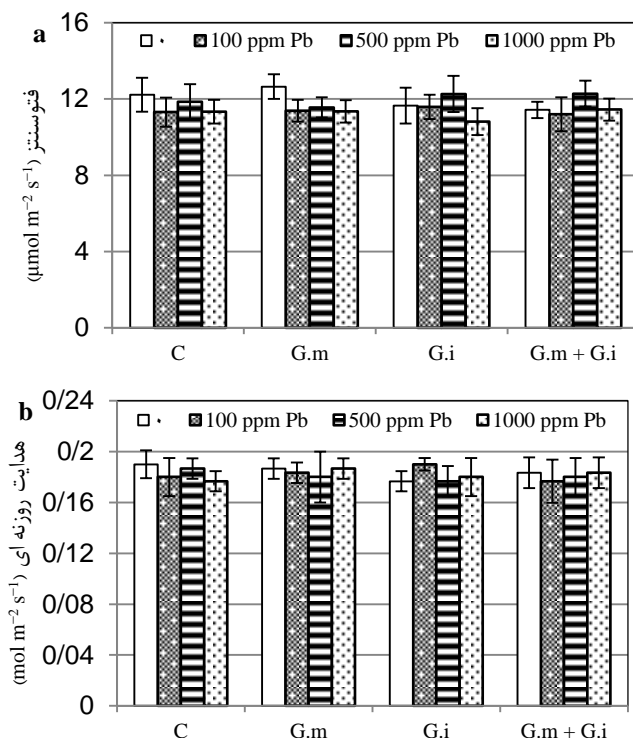 a
۰ 100 ppm Pb 500 ppm Pb 1000 ppm Pb
16
12
8
4
0
فتوسنتز
(µmol m⁻² s⁻¹)
C G.m G.i G.m + G.i
b
۰ 100 ppm Pb 500 ppm Pb 1000 ppm Pb
0/24
0/2
0/16
0/12
0/08
0/04
0
هدایت روزنه ای
(mol m⁻² s⁻¹)
C G.m G.i G.m + G.i